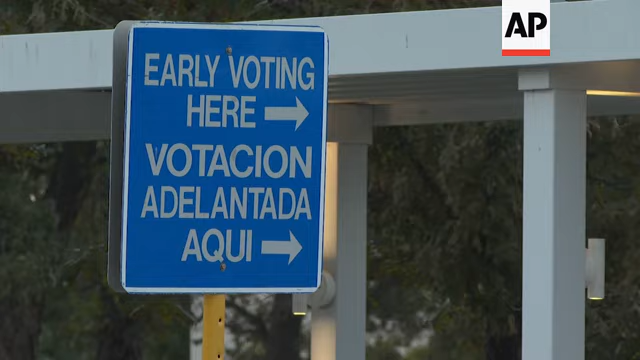 AP
EARLY VOTING
HERE →
VOTACION
ADELANTADA
AQUI →